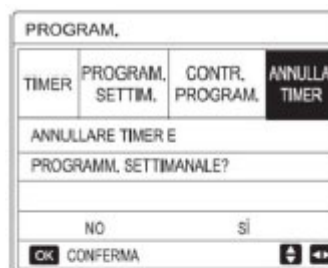 PROGRAM.
TIMER PROGRAM. SETTIM. CONTR. PROGRAM. ANNULLA TIMER
ANNULLARE TIMER E
PROGRAMM. SETTIMANALE?
NO SÌ
OK CONFERMA